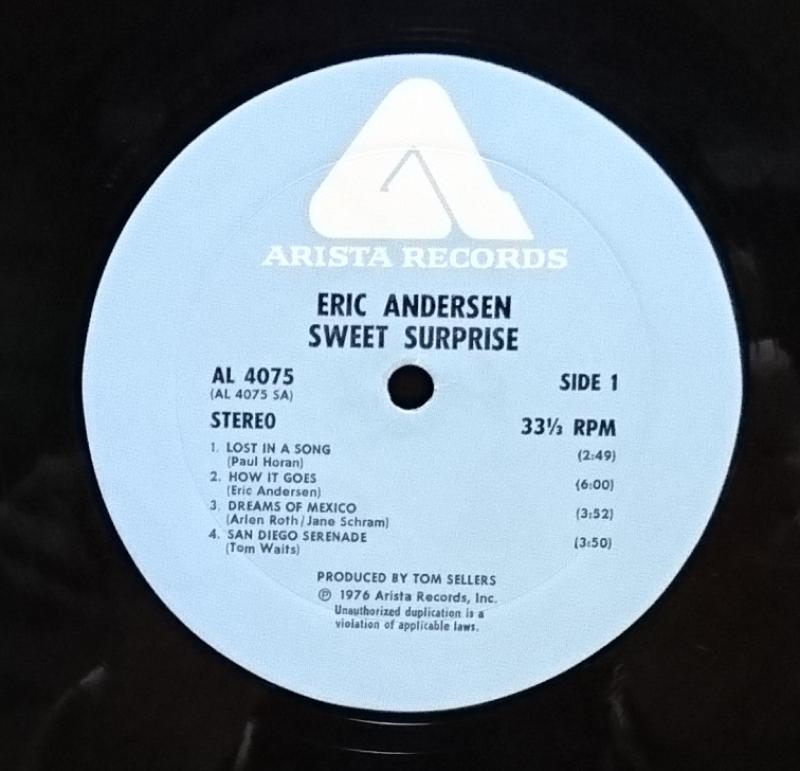 ARISTA RECORDS
ERIC ANDERSEN
SWEET SURPRISE
AL 4075 SIDE 1
(AL 4075 SA)
STEREO 33⅓ RPM
1. LOST IN A SONG (2:49)
(Paul Horan)
2. HOW IT GOES (6:00)
(Eric Andersen)
3. DREAMS OF MEXICO (3:52)
(Arlen Roth/Jane Schram)
4. SAN DIEGO SERENADE (3:50)
(Tom Waits)
PRODUCED BY TOM SELLERS
℗ 1976 Arista Records, Inc.
Unauthorized duplication is a
violation of applicable laws.